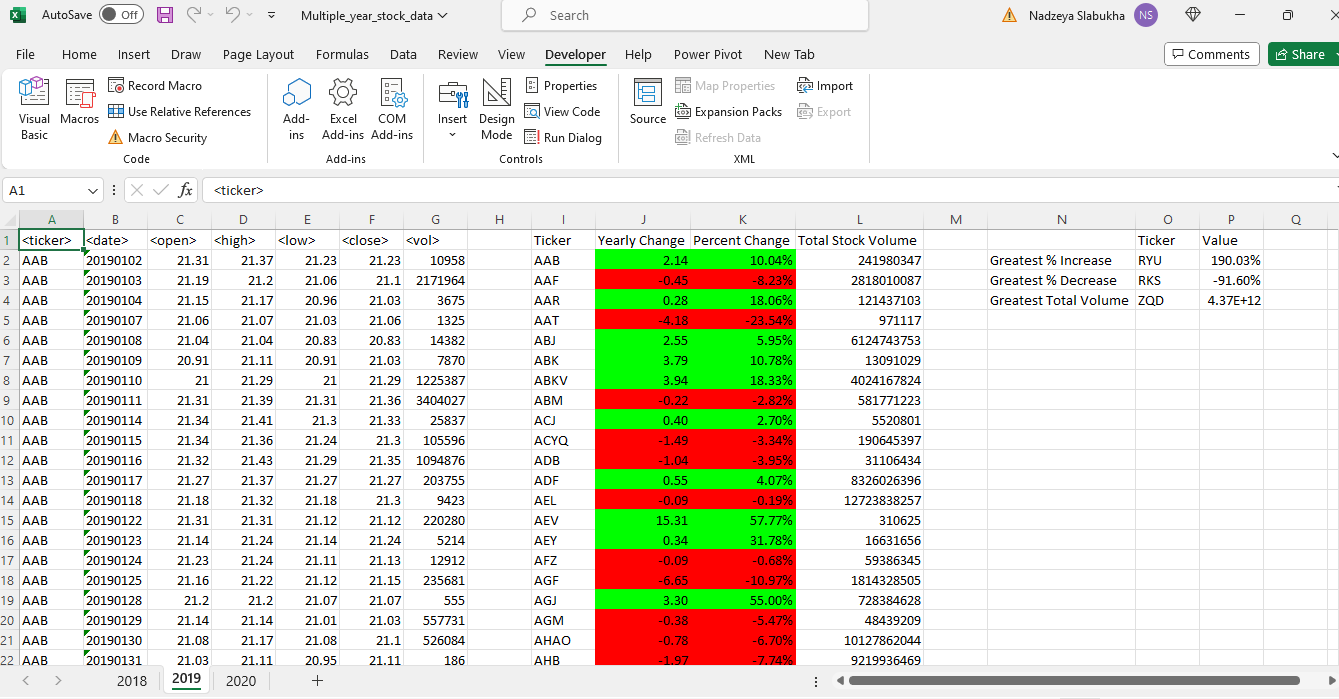 AutoSave Off Multiple_year_stock_data Search Nadzeya Slabukha NS
File Home Insert Draw Page Layout Formulas Data Review View Developer Help Power Pivot New Tab Comments Share
Visual Basic Macros Record Macro Use Relative References Macro Security Add-ins Excel Add-ins COM Add-ins Insert Design Mode Properties View Code Run Dialog Source Map Properties Expansion Packs Refresh Data Import Export
Code Add-ins Controls XML
A1 fx <ticker>
A B C D E F G H I J K L M N O P Q
1 <ticker> <date> <open> <high> <low> <close> <vol> Ticker Yearly Change Percent Change Total Stock Volume Ticker Value
2 AAB 20190102 21.31 21.37 21.23 21.23 10958 AAB 2.14 10.04% 241980347 Greatest % Increase RYU 190.03%
3 AAB 20190103 21.19 21.2 21.06 21.1 2171964 AAF -0.45 -8.23% 2818010087 Greatest % Decrease RKS -91.60%
4 AAB 20190104 21.15 21.17 20.96 21.03 3675 AAR 0.28 18.06% 121437103 Greatest Total Volume ZQD 4.37E+12
5 AAB 20190107 21.06 21.07 21.03 21.06 1325 AAT -4.18 -23.54% 971117
6 AAB 20190108 21.04 21.04 20.83 20.83 14382 ABJ 2.55 5.95% 6124743753
7 AAB 20190109 20.91 21.11 20.91 21.03 7870 ABK 3.79 10.78% 13091029
8 AAB 20190110 21 21.29 21 21.29 1225387 ABKV 3.94 18.33% 4024167824
9 AAB 20190111 21.31 21.39 21.31 21.36 3404027 ABM -0.22 -2.82% 581771223
10 AAB 20190114 21.34 21.41 21.3 21.33 25837 ACJ 0.40 2.70% 5520801
11 AAB 20190115 21.34 21.36 21.24 21.3 105596 ACYQ -1.49 -3.34% 190645397
12 AAB 20190116 21.32 21.43 21.29 21.35 1094876 ADB -1.04 -3.95% 31106434
13 AAB 20190117 21.27 21.37 21.27 21.27 203755 ADF 0.55 4.07% 8326026396
14 AAB 20190118 21.18 21.32 21.18 21.3 9423 AEL -0.09 -0.19% 12723838257
15 AAB 20190122 21.31 21.31 21.12 21.12 220280 AEV 15.31 57.77% 310625
16 AAB 20190123 21.14 21.24 21.14 21.24 5214 AEY 0.34 31.78% 16631656
17 AAB 20190124 21.23 21.24 21.11 21.13 12912 AFZ -0.09 -0.68% 59386345
18 AAB 20190125 21.16 21.22 21.12 21.15 235681 AGF -6.65 -10.97% 1814328505
19 AAB 20190128 21.2 21.2 21.07 21.07 555 AGJ 3.30 55.00% 728384628
20 AAB 20190129 21.14 21.14 21.01 21.03 557731 AGM -0.38 -5.47% 48439209
21 AAB 20190130 21.08 21.17 21.08 21.1 526084 AHAO -0.78 -6.70% 10127862044
22 AAB 20190131 21.03 21.11 20.95 21.11 186 AHB -1.97 -7.74% 9219936469
2018 2019 2020